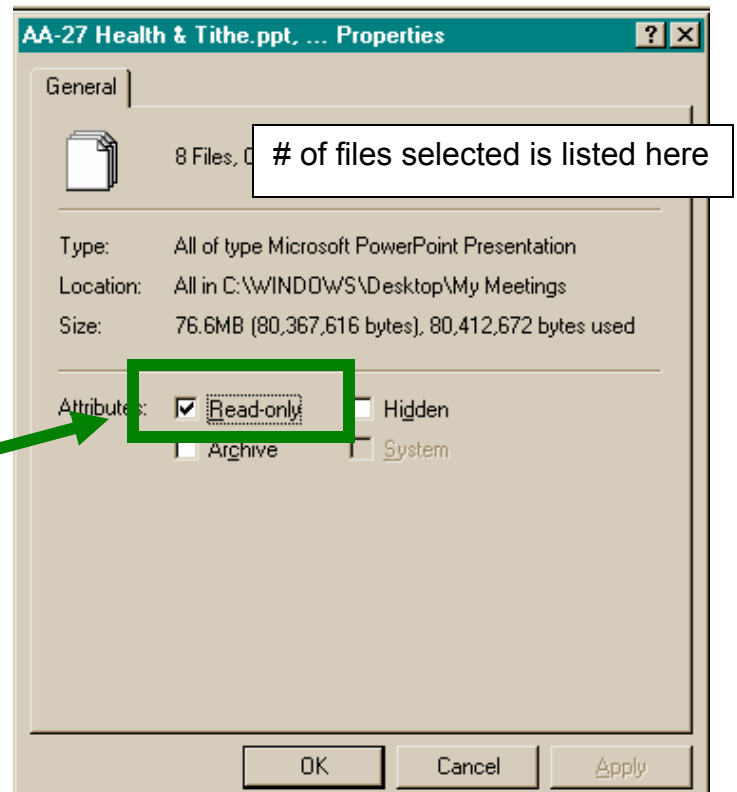 AA-27 Health & Tithe.ppt, ... Properties
General
8 Files,
# of files selected is listed here
Type: All of type Microsoft PowerPoint Presentation
Location: All in C:\WINDOWS\Desktop\My Meetings
Size: 76.6MB (80,367,616 bytes), 80,412,672 bytes used
Attributes: Read-only Hidden
Archive System
OK Cancel Apply